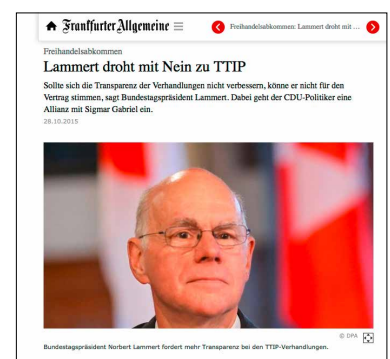 Frankfurter Allgemeine
Freihandelsabkommen: Lammert droht mit ...
Freihandelsabkommen
Lammert droht mit Nein zu TTIP
Sollte sich die Transparenz der Verhandlungen nicht verbessern, könne er nicht für den
Vertrag stimmen, sagt Bundestagspräsident Lammert. Dabei geht der CDU-Politiker eine
Allianz mit Sigmar Gabriel ein.
28.10.2015
© DPA
Bundestagspräsident Norbert Lammert fordert mehr Transparenz bei den TTIP-Verhandlungen.